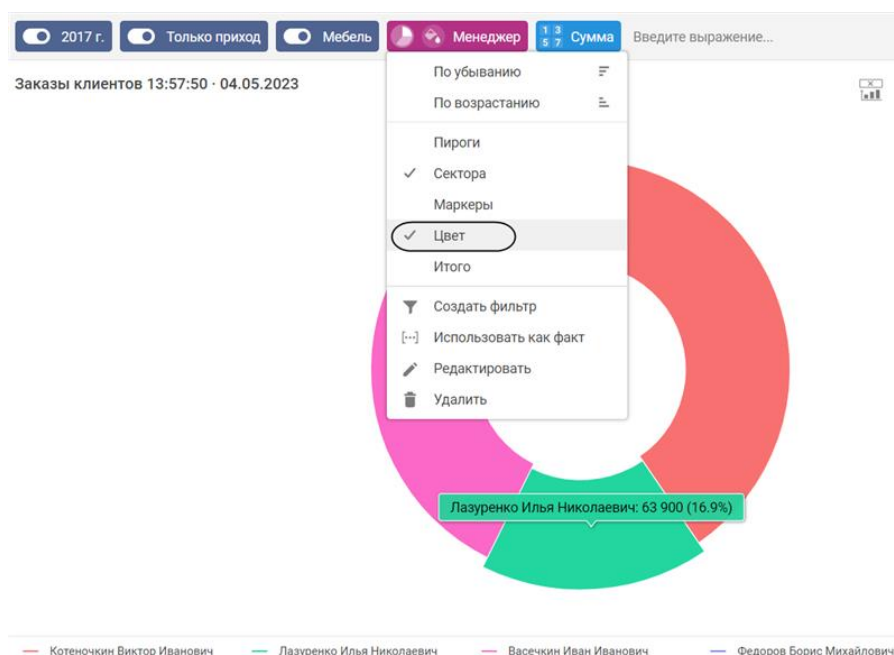 2017 г. Только приход Мебель Менеджер 1 3 5 7 Сумма Введите выражение...
Заказы клиентов 13:57:50 · 04.05.2023
По убыванию
По возрастанию
Пироги
Сектора
Маркеры
Цвет
Итого
Создать фильтр
Использовать как факт
Редактировать
Удалить
Лазуренко Илья Николаевич: 63 900 (16.9%)
Котеночкин Виктор Иванович Лазуренко Илья Николаевич Васечкин Иван Иванович Федоров Борис Михайлович